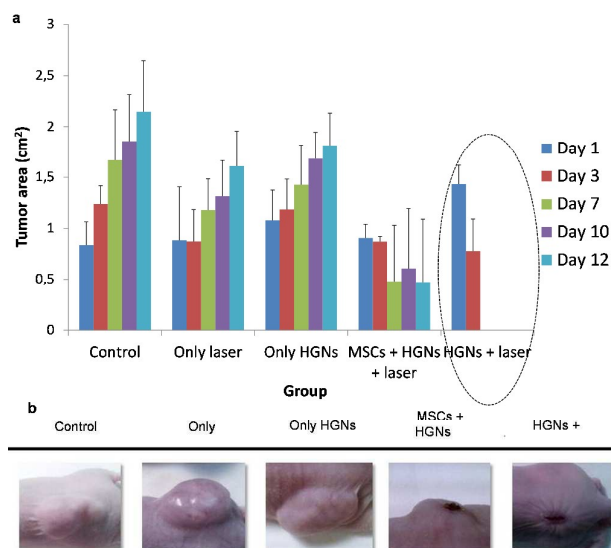 a
3
2,5
2
1,5
1
0,5
0
Tumor area (cm²)
Day 1
Day 3
Day 7
Day 10
Day 12
Control
Only laser
Only HGNs
MSCs + HGNs
+ laser
HGNs + laser
Group
b
Control
Only
Only HGNs
MSCs +
HGNs
HGNs +